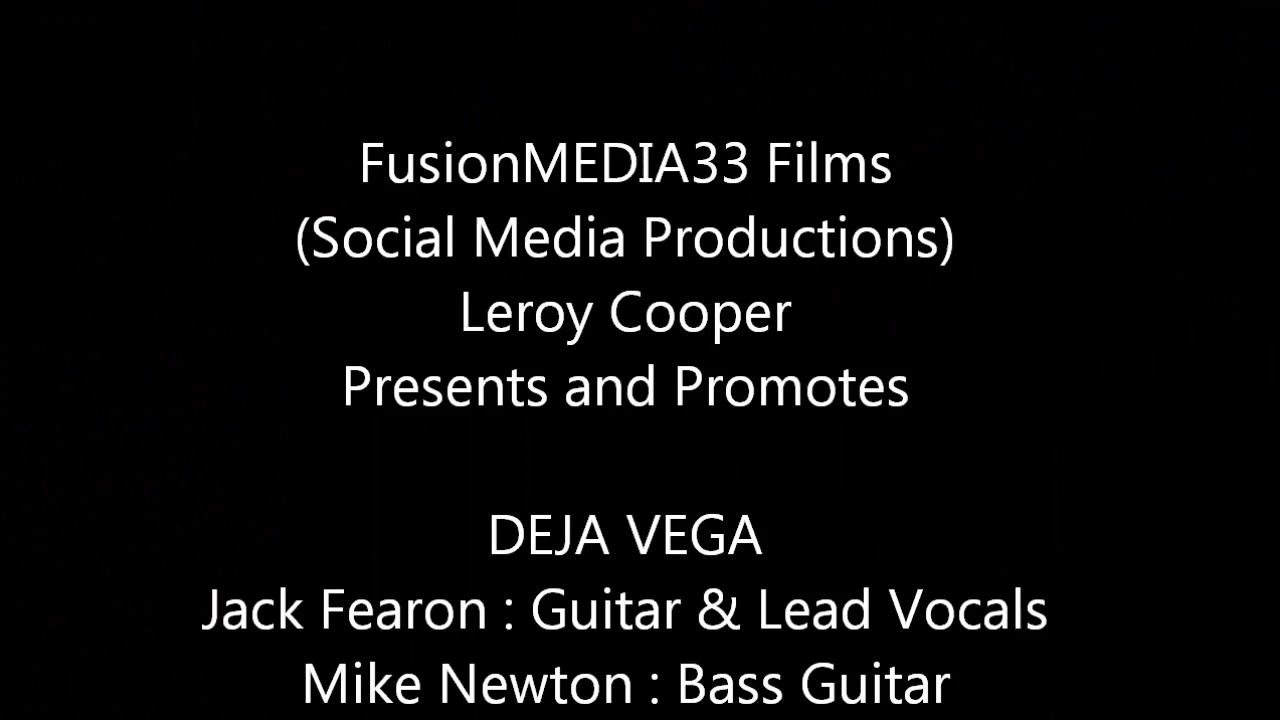 FusionMEDIA33 Films
(Social Media Productions)
Leroy Cooper
Presents and Promotes
DEJA VEGA
Jack Fearon : Guitar & Lead Vocals
Mike Newton : Bass Guitar